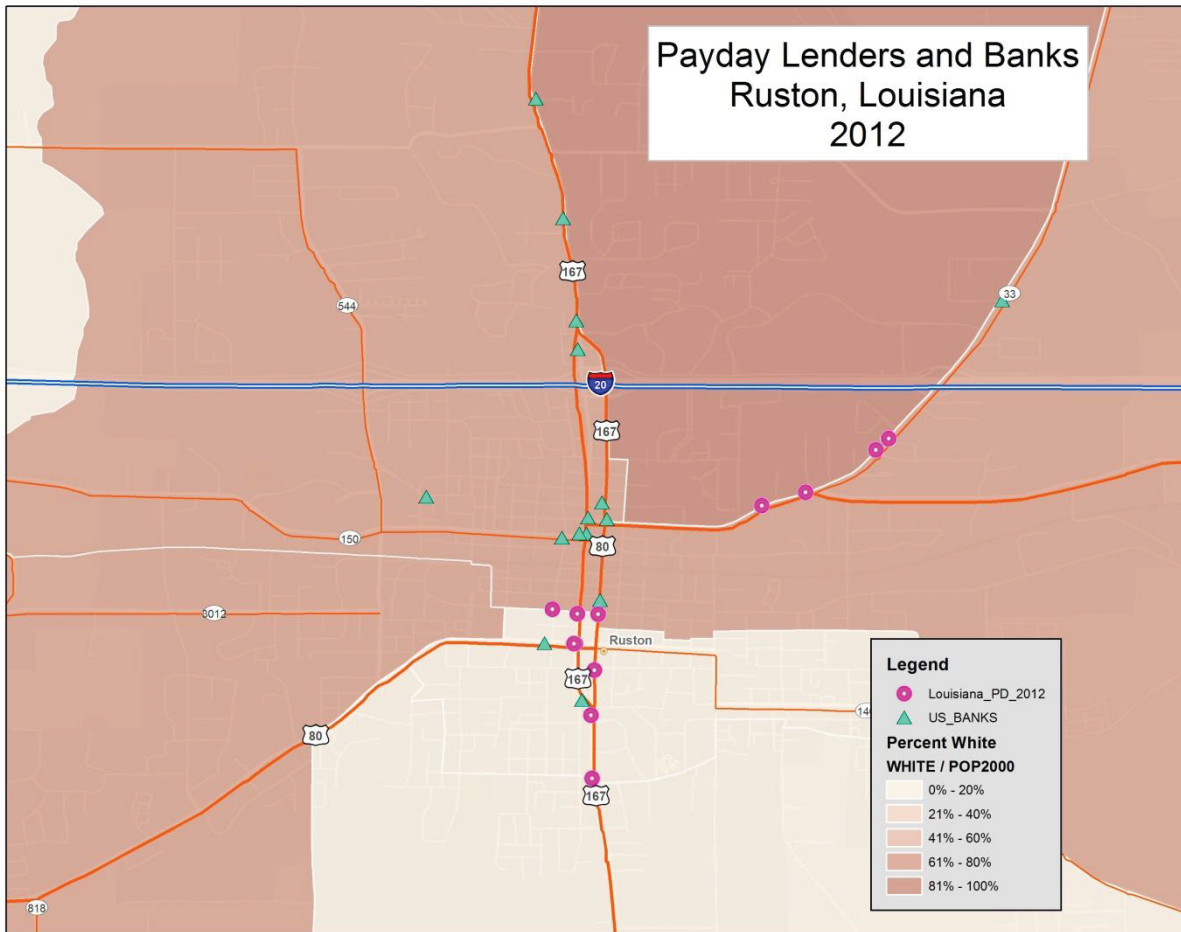 Payday Lenders and Banks
Ruston, Louisiana
2012
167
544
33
20
167
150
80
3012
Ruston
167
80
167
818
Legend
Louisiana_PD_2012
US_BANKS
Percent White
WHITE / POP2000
0% - 20%
21% - 40%
41% - 60%
61% - 80%
81% - 100%